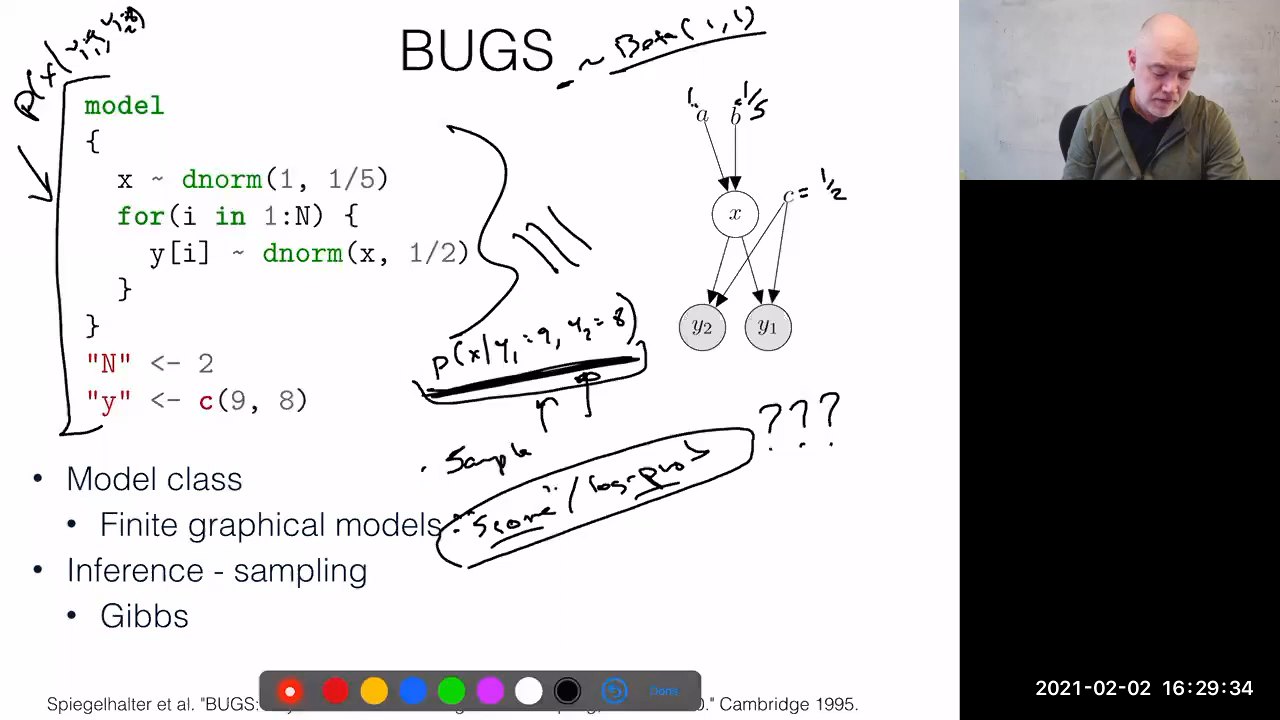 BUGS
~ Beta(1,1)
model
{
x ~ dnorm(1, 1/5)
for(i in 1:N) {
y[i] ~ dnorm(x, 1/2)
}
}
"N" <- 2
"y" <- c(9, 8)
p(x|y₁=9, y₂=8)
a
b
1/5
c = 1/2
x
y₂
y₁
• Sample
"Score"/log-prob
???
• Model class
• Finite graphical models
• Inference - sampling
• Gibbs
Done
Spiegelhalter et al. "BUGS: ." Cambridge 1995.
2021-02-02 16:29:34